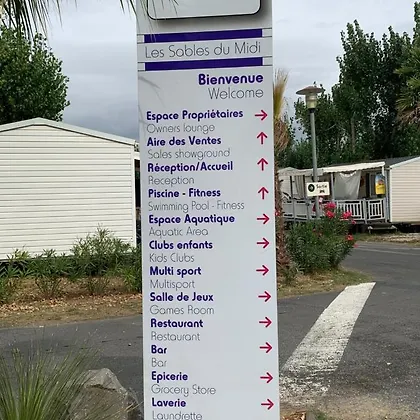 Les Sables du Midi
Bienvenue
Welcome
Espace Propriétaires
Owners lounge
Aire des Ventes
Sales showground
Réception/Accueil
Reception
Piscine - Fitness
Swimming Pool - Fitness
Espace Aquatique
Aquatic Area
Clubs enfants
Kids Clubs
Multi sport
Multisport
Salle de Jeux
Games Room
Restaurant
Restaurant
Bar
Bar
Epicerie
Grocery Store
Laverie
Laundrette